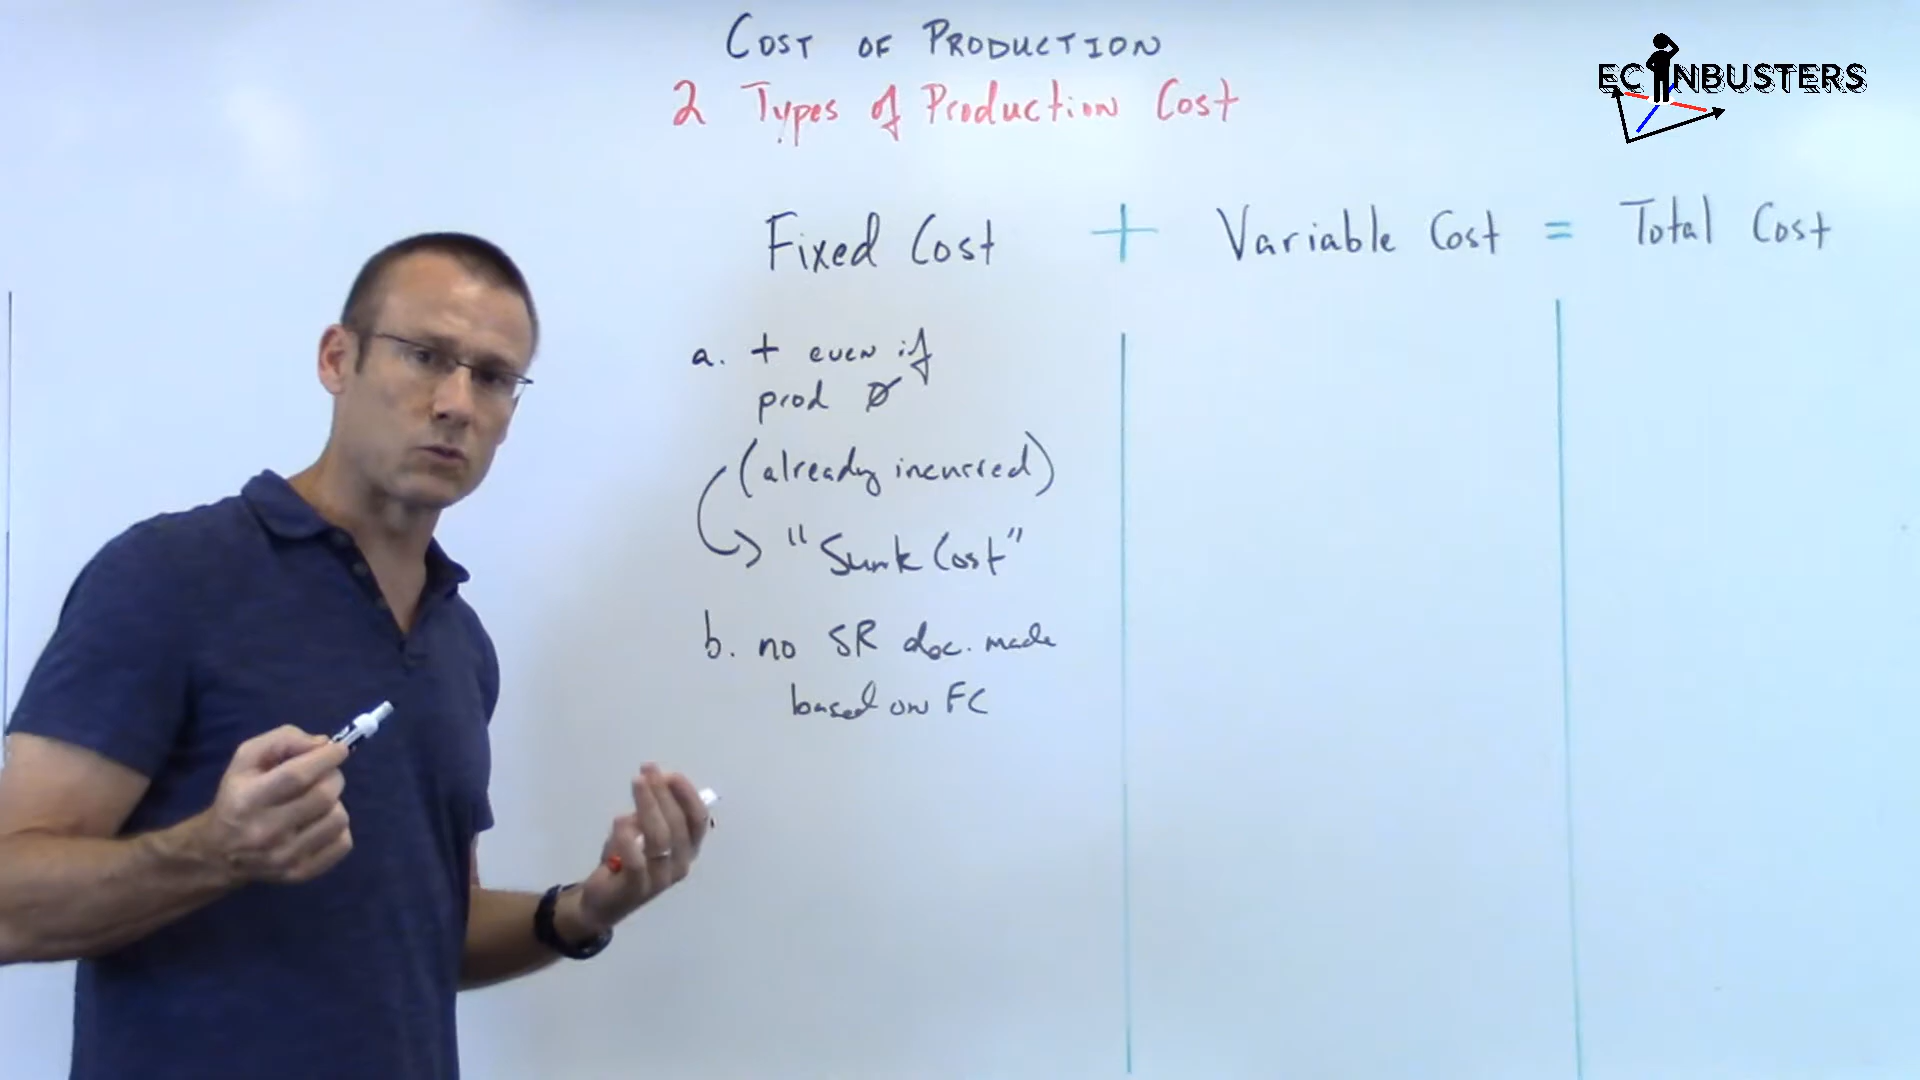 COST OF PRODUCTION
2 Types of Production Cost
ECONBUSTERS
Fixed Cost + Variable Cost = Total Cost
a. + even if
prod Ø
(already incurred)
"Sunk Cost"
b. no SR dec. made
based on FC